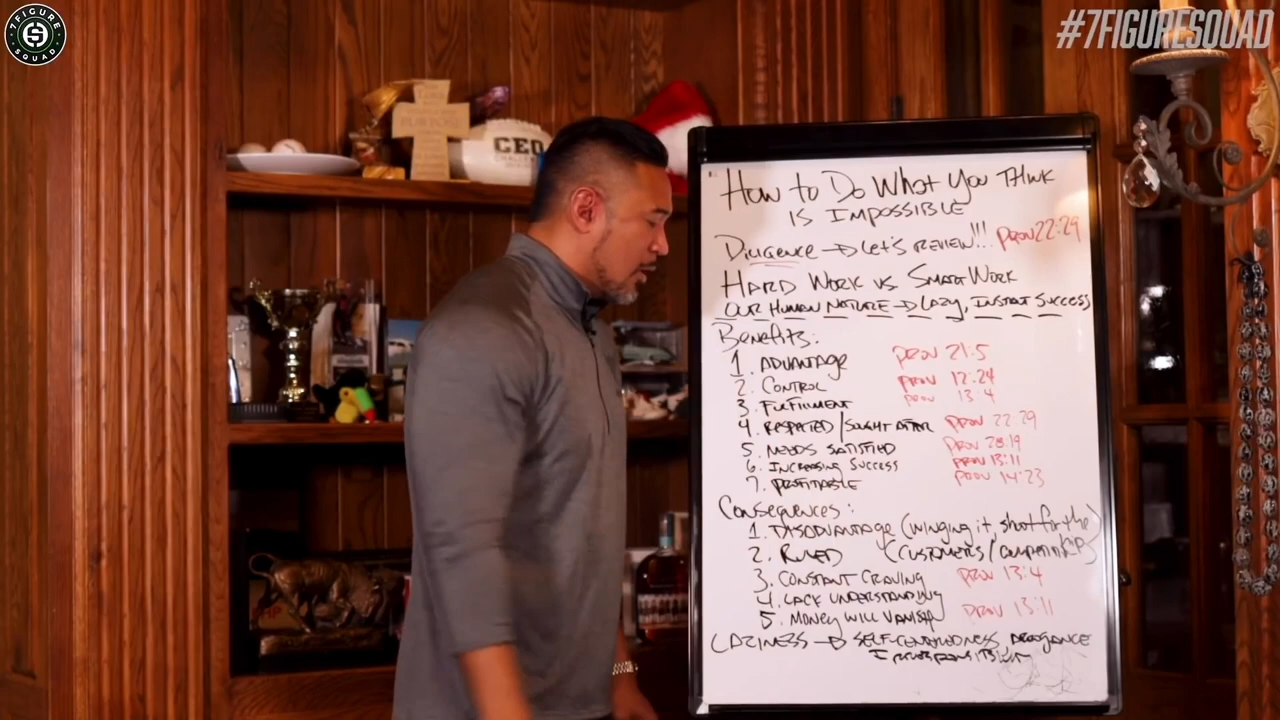 7FIGURE SQUAD
#7FIGURESQUAD
CEO
How to Do What You Think
is Impossible
Diligence → Let's Review!!! Prov 22:29
Hard Work vs Smart Work
Our Human Nature → Lazy, Instant Success
Benefits:
1. Advantage Prov 21:5
2. Control Prov 12:24
3. Fulfillment Prov 13:4
4. Respected/Sought After Prov 22:29
5. Needs Satisfied Prov 28:19
6. Increasing Success Prov 13:11
7. Profitable Prov 14:23
Consequences:
1. Disadvantage (winging it, shoot for the hip)
2. Ruled (customers/
3. Constant Craving Prov 13:4
4. Lack Understanding
5. Money Will Vanish Prov 13:11
Laziness → Self-centeredness, Arrogance